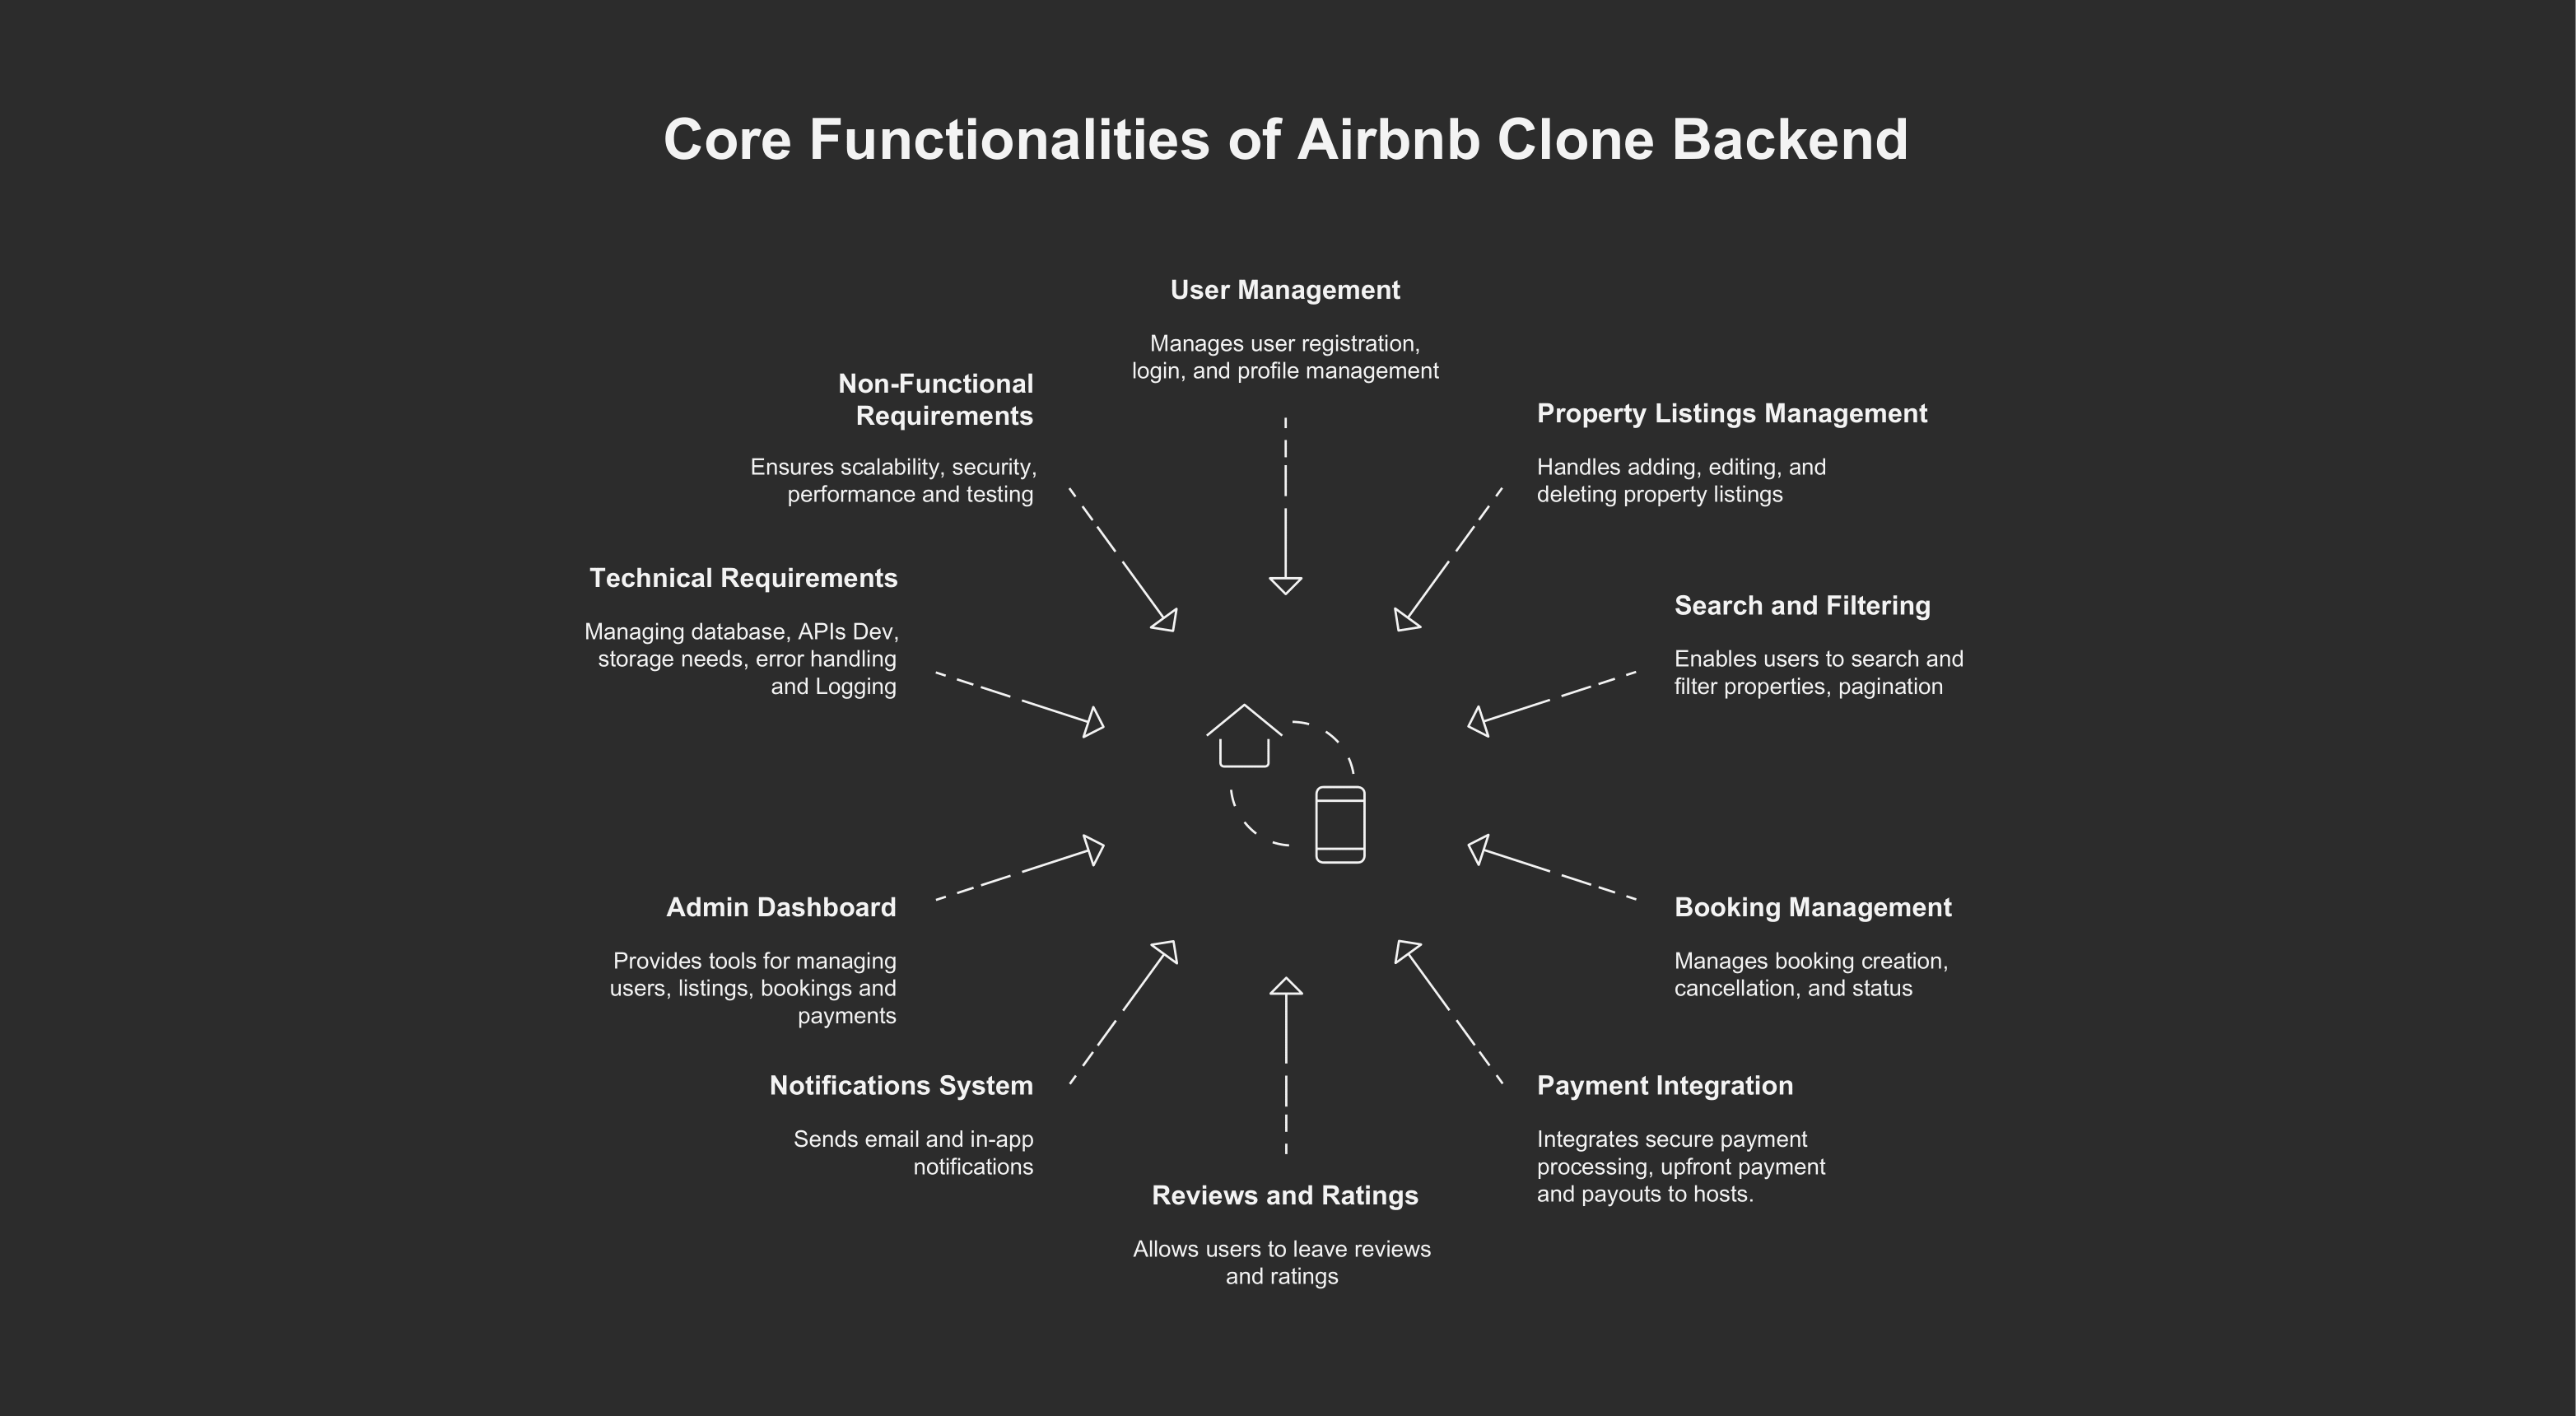 Core Functionalities of Airbnb Clone Backend
User Management
Manages user registration,
login, and profile management
Non-Functional
Requirements
Ensures scalability, security,
performance and testing
Property Listings Management
Handles adding, editing, and
deleting property listings
Technical Requirements
Managing database, APIs Dev,
storage needs, error handling
and Logging
Search and Filtering
Enables users to search and
filter properties, pagination
Admin Dashboard
Provides tools for managing
users, listings, bookings and
payments
Booking Management
Manages booking creation,
cancellation, and status
Notifications System
Sends email and in-app
notifications
Payment Integration
Integrates secure payment
processing, upfront payment
and payouts to hosts.
Reviews and Ratings
Allows users to leave reviews
and ratings